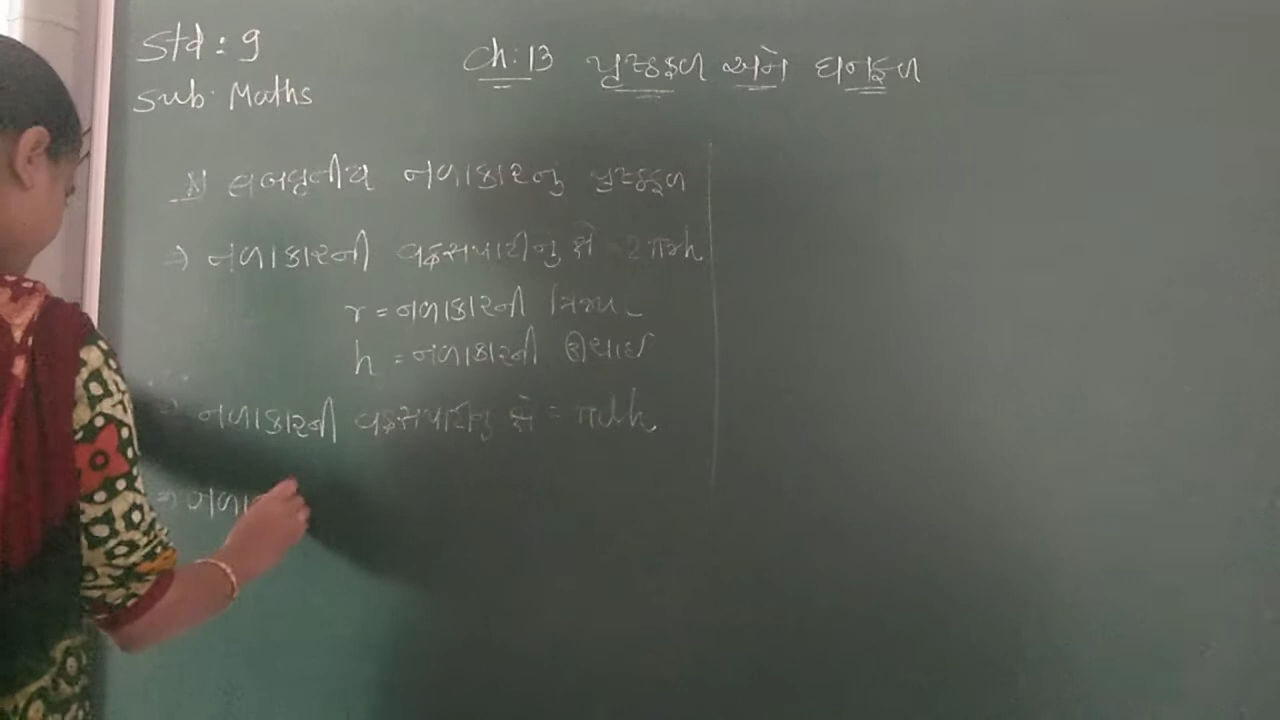 Std : 9
Sub: Maths
Ch: 13 પૃષ્ઠફળ અને ઘનફળ
* લંબવૃત્તીય નળાકારનું પૃષ્ઠફળ
→ નળાકારની વક્રસપાટીનું ક્ષે = 2πrh
r = નળાકારની ત્રિજ્યા
h = નળાકારની ઊંચાઈ
→ નળાકારની વક્રસપાટીનું ક્ષે = πdh
→ નળા